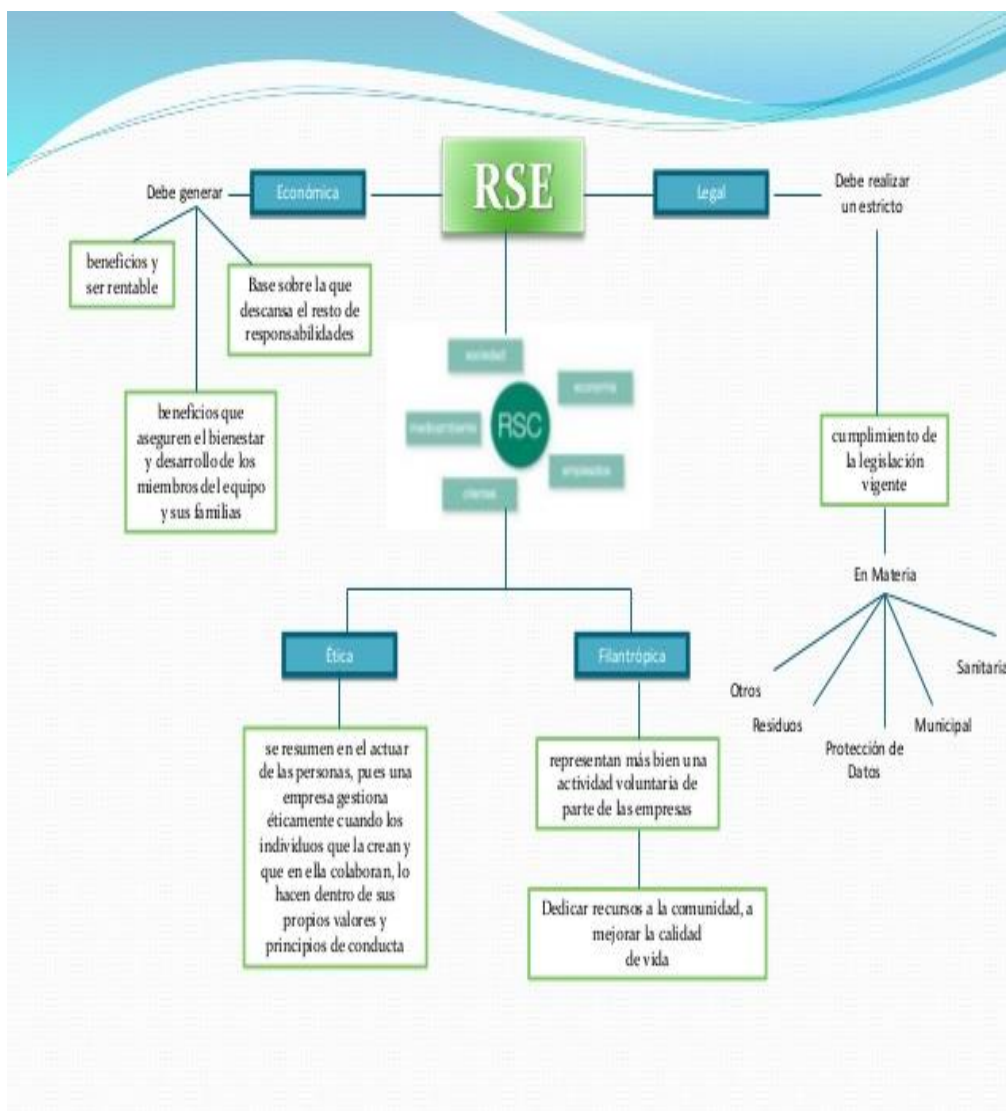 RSE
Económica
Debe generar
beneficios y
ser rentable
Base sobre la que
descansa el resto de
responsabilidades
beneficios que
aseguren el bienestar
y desarrollo de los
miembros del equipo
y sus familias
Legal
Debe realizar
un estricto
cumplimiento de
la legislación
vigente
En Materia
Otros
Residuos
Protección de
Datos
Municipal
Sanitaria
sociedad
economía
RSC
medioambiente
empleados
clientes
Ética
se resumen en el actuar
de las personas, pues una
empresa gestiona
éticamente cuando los
individuos que la crean y
que en ella colaboran, lo
hacen dentro de sus
propios valores y
principios de conducta
Filantrópica
representan más bien una
actividad voluntaria de
parte de las empresas
Dedicar recursos a la comunidad, a
mejorar la calidad
de vida